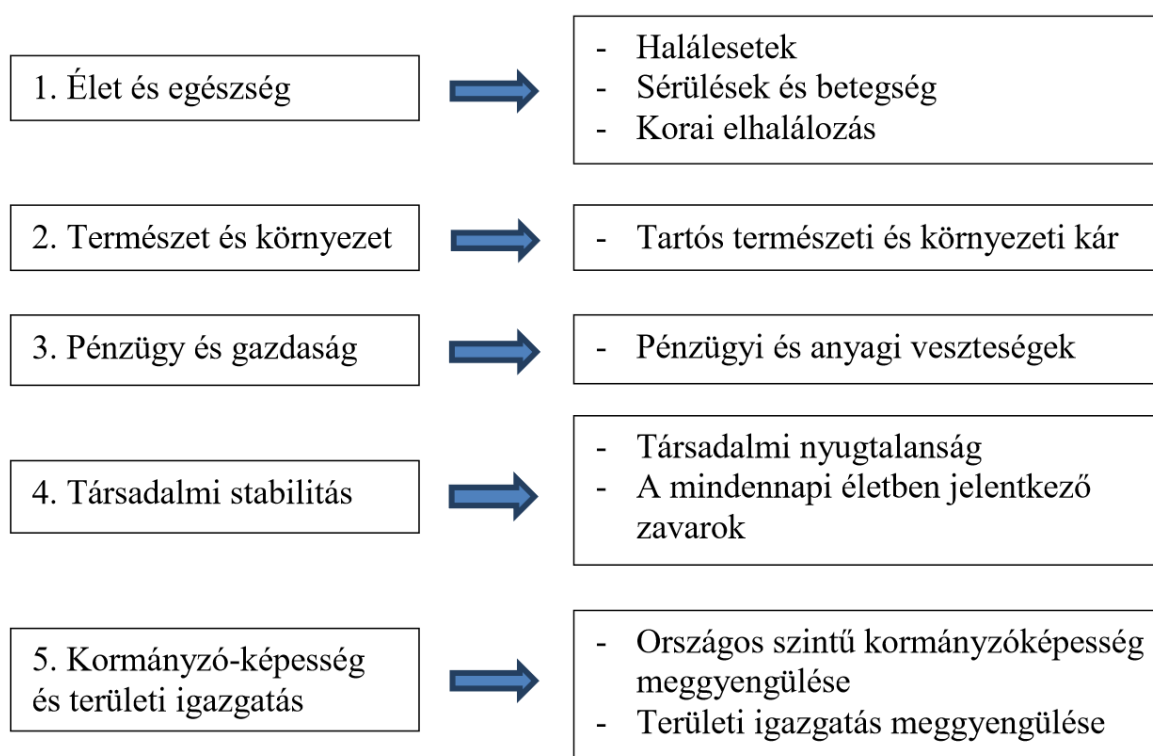 1. Élet és egészség
- Halálesetek
- Sérülések és betegség
- Korai elhalálozás
2. Természet és környezet
- Tartós természeti és környezeti kár
3. Pénzügy és gazdaság
- Pénzügyi és anyagi veszteségek
4. Társadalmi stabilitás
- Társadalmi nyugtalanság
- A mindennapi életben jelentkező
zavarok
5. Kormányzó-képesség
és területi igazgatás
- Országos szintű kormányzóképesség
meggyengülése
- Területi igazgatás meggyengülése